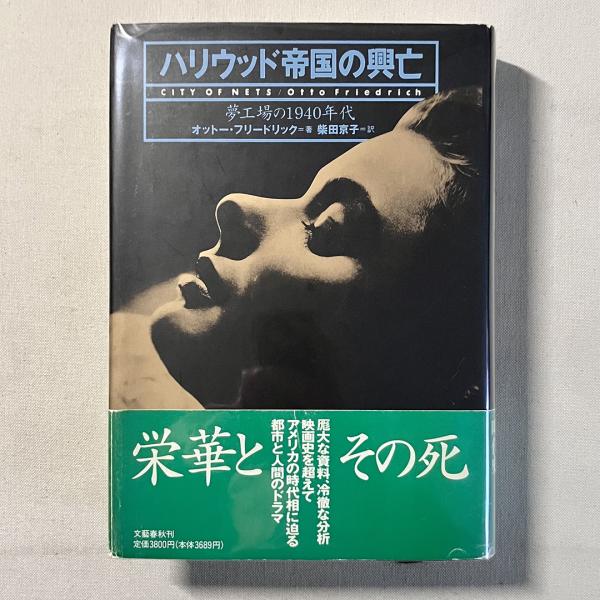 ハリウッド帝国の興亡
CITY OF NETS / Otto Friedrich
夢工場の1940年代
オットー・フリードリック＝著 柴田京子＝訳
栄華と その死
厖大な資料、冷徹な分析
映画史を超えて
アメリカの時代相に迫る
都市と人間のドラマ
文藝春秋刊
定価3800円(本体3689円)